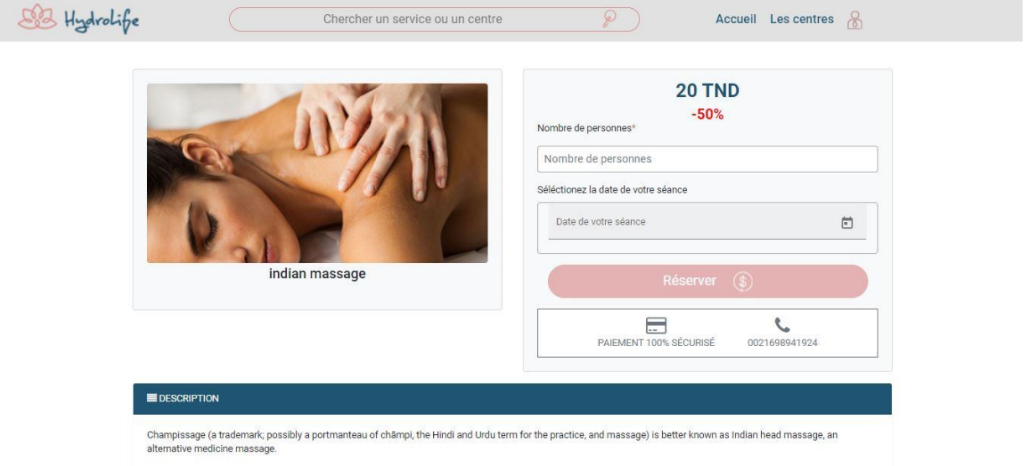 HydroLife
Chercher un service ou un centre
Accueil
Les centres
20 TND
-50%
Nombre de personnes*
Nombre de personnes
Séléctionez la date de votre séance
Date de votre séance
indian massage
Réserver
PAIEMENT 100% SÉCURISÉ
0021698941924
DESCRIPTION
Champissage (a trademark; possibly a portmanteau of chāmpi, the Hindi and Urdu term for the practice, and massage) is better known as Indian head massage, an
alternative medicine massage.